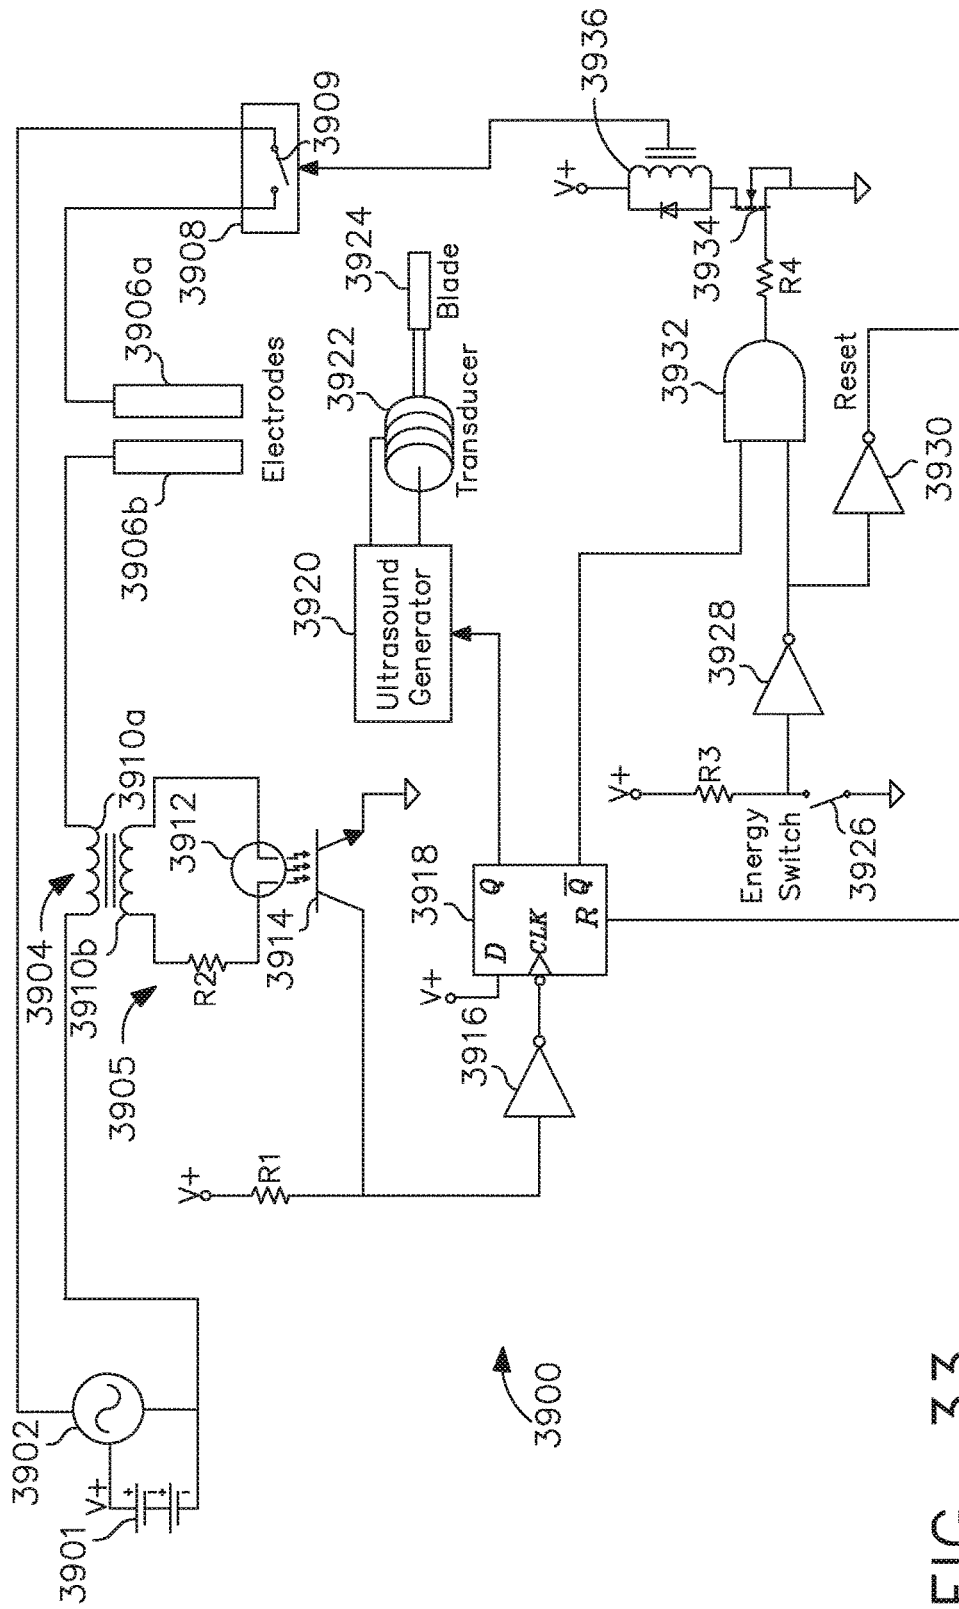 3901
V+
+
-
+
-
3902
3904
3910a
3910b
3905
R2
3912
3914
V+
R1
3906b
3906a
Electrodes
3908
3909
3920
Ultrasound
Generator
3922
Transducer
3924
Blade
3916
V+
3918
D
Q
CLK
R
Q̅
V+
R3
Energy
Switch
3926
3928
3930
Reset
3932
R4
3934
V+
3936
3900
FIG 33